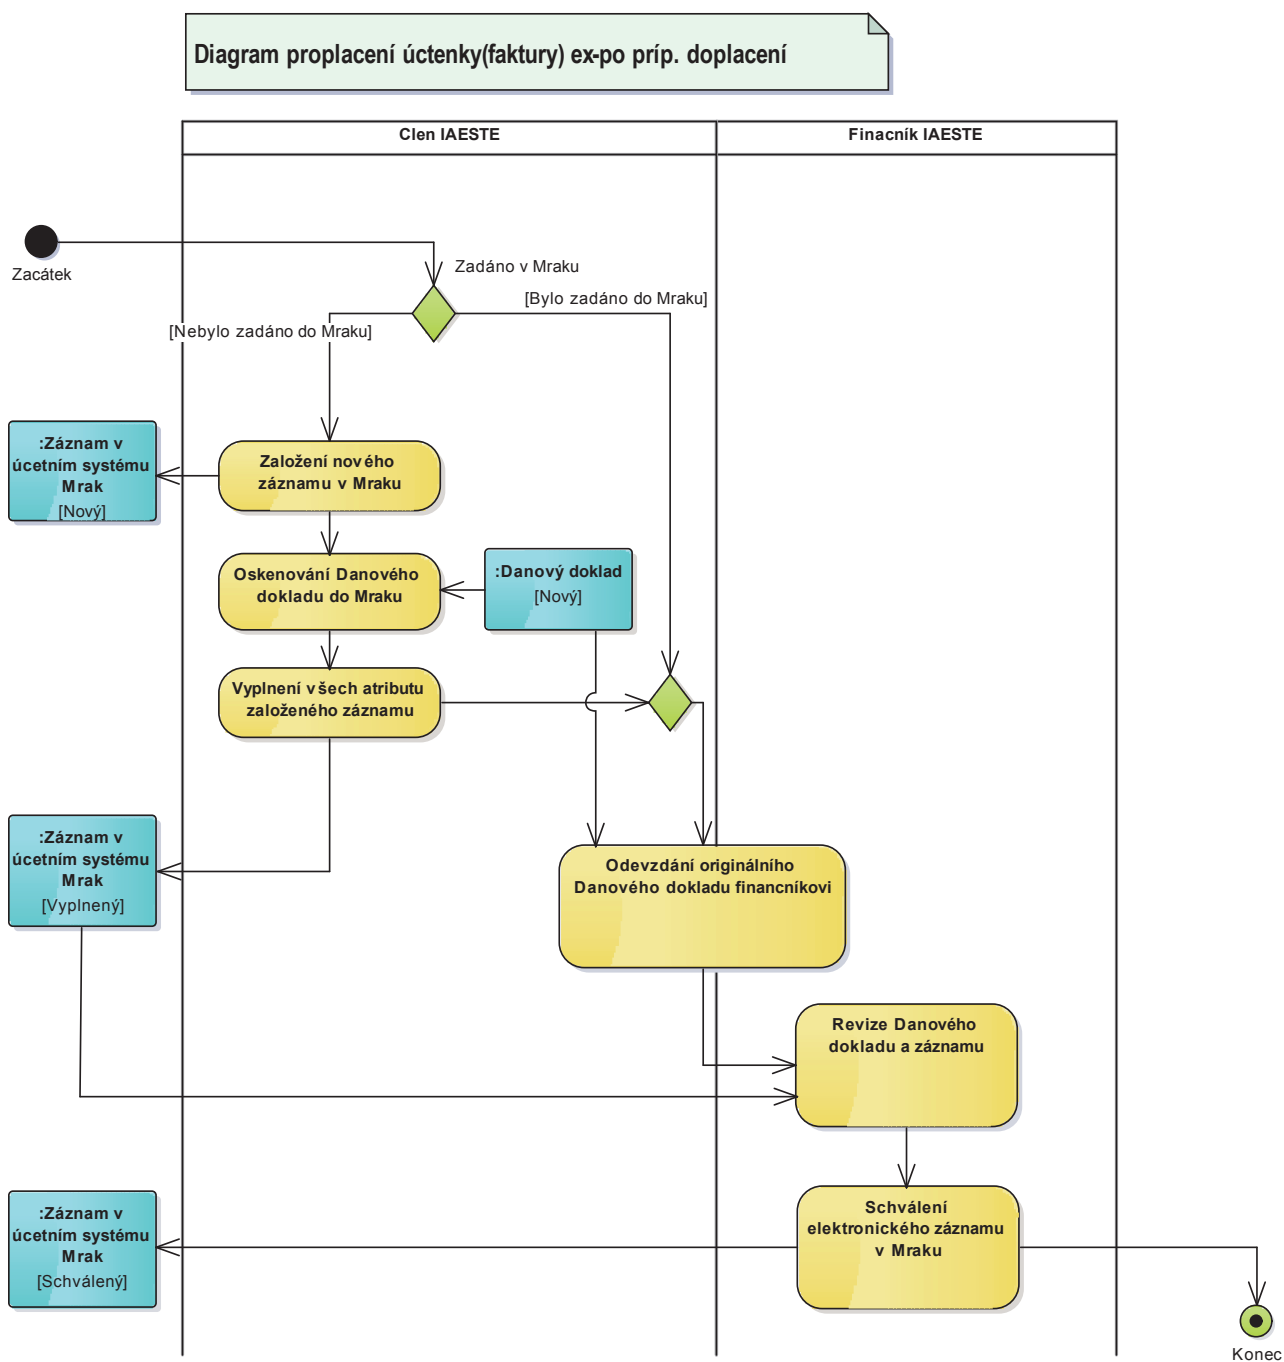 Diagram proplacení úctenky(faktury) ex-po príp. doplacení
Clen IAESTE
Finacník IAESTE
Zacátek
Zadáno v Mraku
[Bylo zadáno do Mraku]
[Nebylo zadáno do Mraku]
:Záznam v
úcetním systému
Mrak
[Nový]
Založení nového
záznamu v Mraku
Oskenování Danového
dokladu do Mraku
:Danový doklad
[Nový]
Vyplnení všech atributu
založeného záznamu
:Záznam v
úcetním systému
Mrak
[Vyplnený]
Odevzdání originálního
Danového dokladu financníkovi
Revize Danového
dokladu a záznamu
:Záznam v
úcetním systému
Mrak
[Schválený]
Schválení
elektronického záznamu
v Mraku
Konec